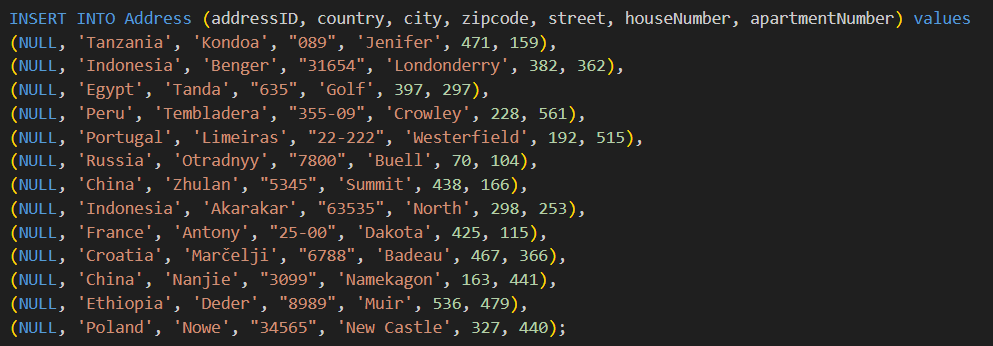 INSERT INTO Address (addressID, country, city, zipcode, street, houseNumber, apartmentNumber) values
(NULL, 'Tanzania', 'Kondoa', "089", 'Jenifer', 471, 159),
(NULL, 'Indonesia', 'Benger', "31654", 'Londonderry', 382, 362),
(NULL, 'Egypt', 'Tanda', "635", 'Golf', 397, 297),
(NULL, 'Peru', 'Tembladera', "355-09", 'Crowley', 228, 561),
(NULL, 'Portugal', 'Limeiras', "22-222", 'Westerfield', 192, 515),
(NULL, 'Russia', 'Otradnyy', "7800", 'Buell', 70, 104),
(NULL, 'China', 'Zhulan', "5345", 'Summit', 438, 166),
(NULL, 'Indonesia', 'Akarakar', "63535", 'North', 298, 253),
(NULL, 'France', 'Antony', "25-00", 'Dakota', 425, 115),
(NULL, 'Croatia', 'Marčelji', "6788", 'Badeau', 467, 366),
(NULL, 'China', 'Nanjie', "3099", 'Namekagon', 163, 441),
(NULL, 'Ethiopia', 'Deder', "8989", 'Muir', 536, 479),
(NULL, 'Poland', 'Nowe', "34565", 'New Castle', 327, 440);